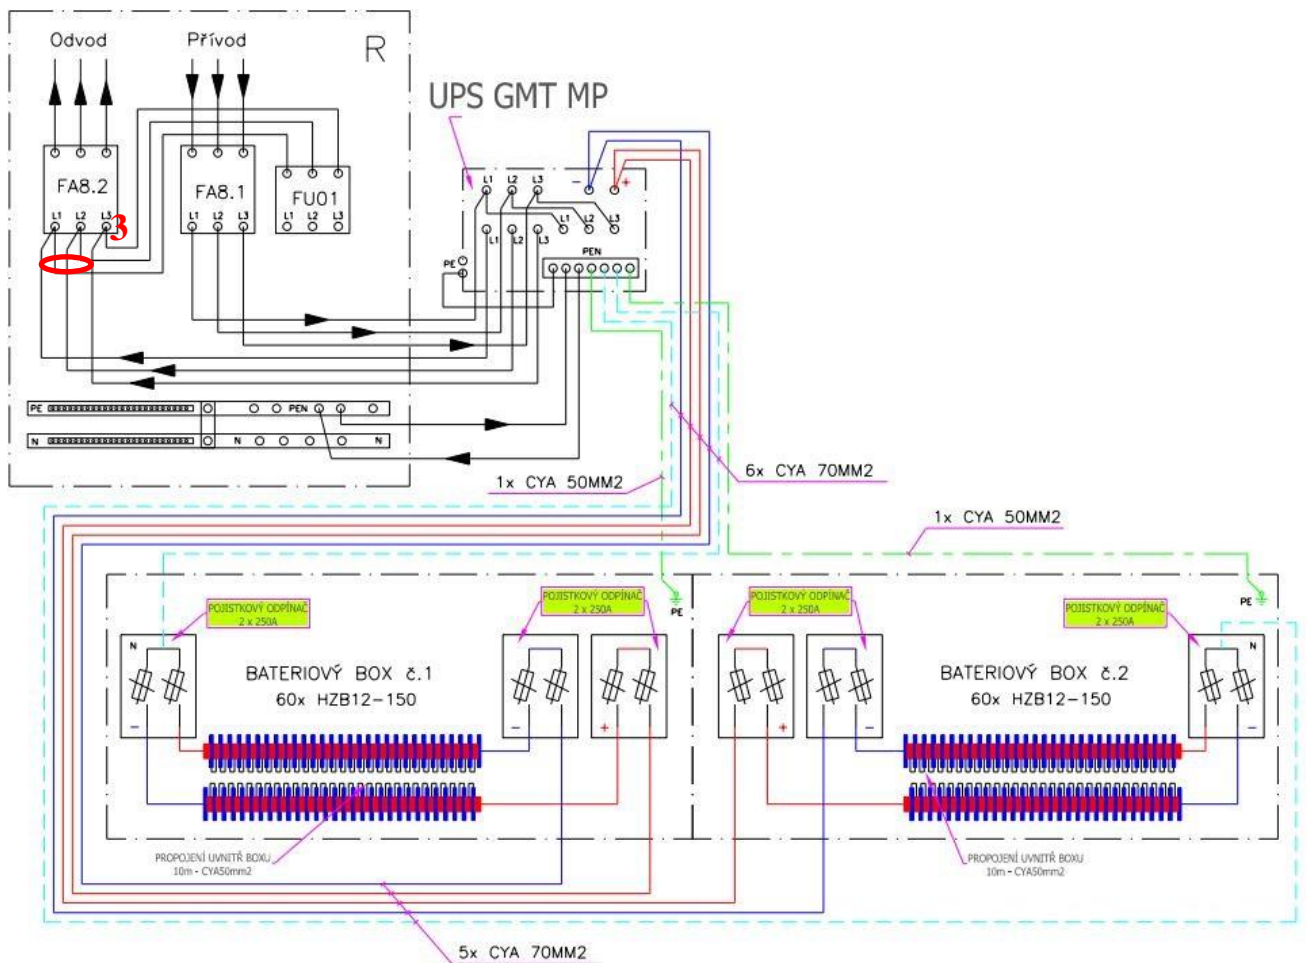 Odvod
Přívod
R
UPS GMT MP
FA8.2
FA8.1
FU01
L1 L2 L3
3
L1 L2 L3
L1 L2 L3
L1 L2 L3
- +
L1 L2 L3
L1 L2 L3
PEN
PE
PE PEN
N N N
1x CYA 50MM2
6x CYA 70MM2
1x CYA 50MM2
PE
PE
POJISTKOVÝ ODPÍNAČ
2 x 250A
POJISTKOVÝ ODPÍNAČ
2 x 250A
POJISTKOVÝ ODPÍNAČ
2 x 250A
POJISTKOVÝ ODPÍNAČ
2 x 250A
N
BATERIOVÝ BOX č.1
60x HZB12-150
- - +
BATERIOVÝ BOX č.2
60x HZB12-150
N
+ - -
PROPOJENÍ UVNITŘ BOXU
10m - CYA50mm2
PROPOJENÍ UVNITŘ BOXU
10m - CYA50mm2
5x CYA 70MM2